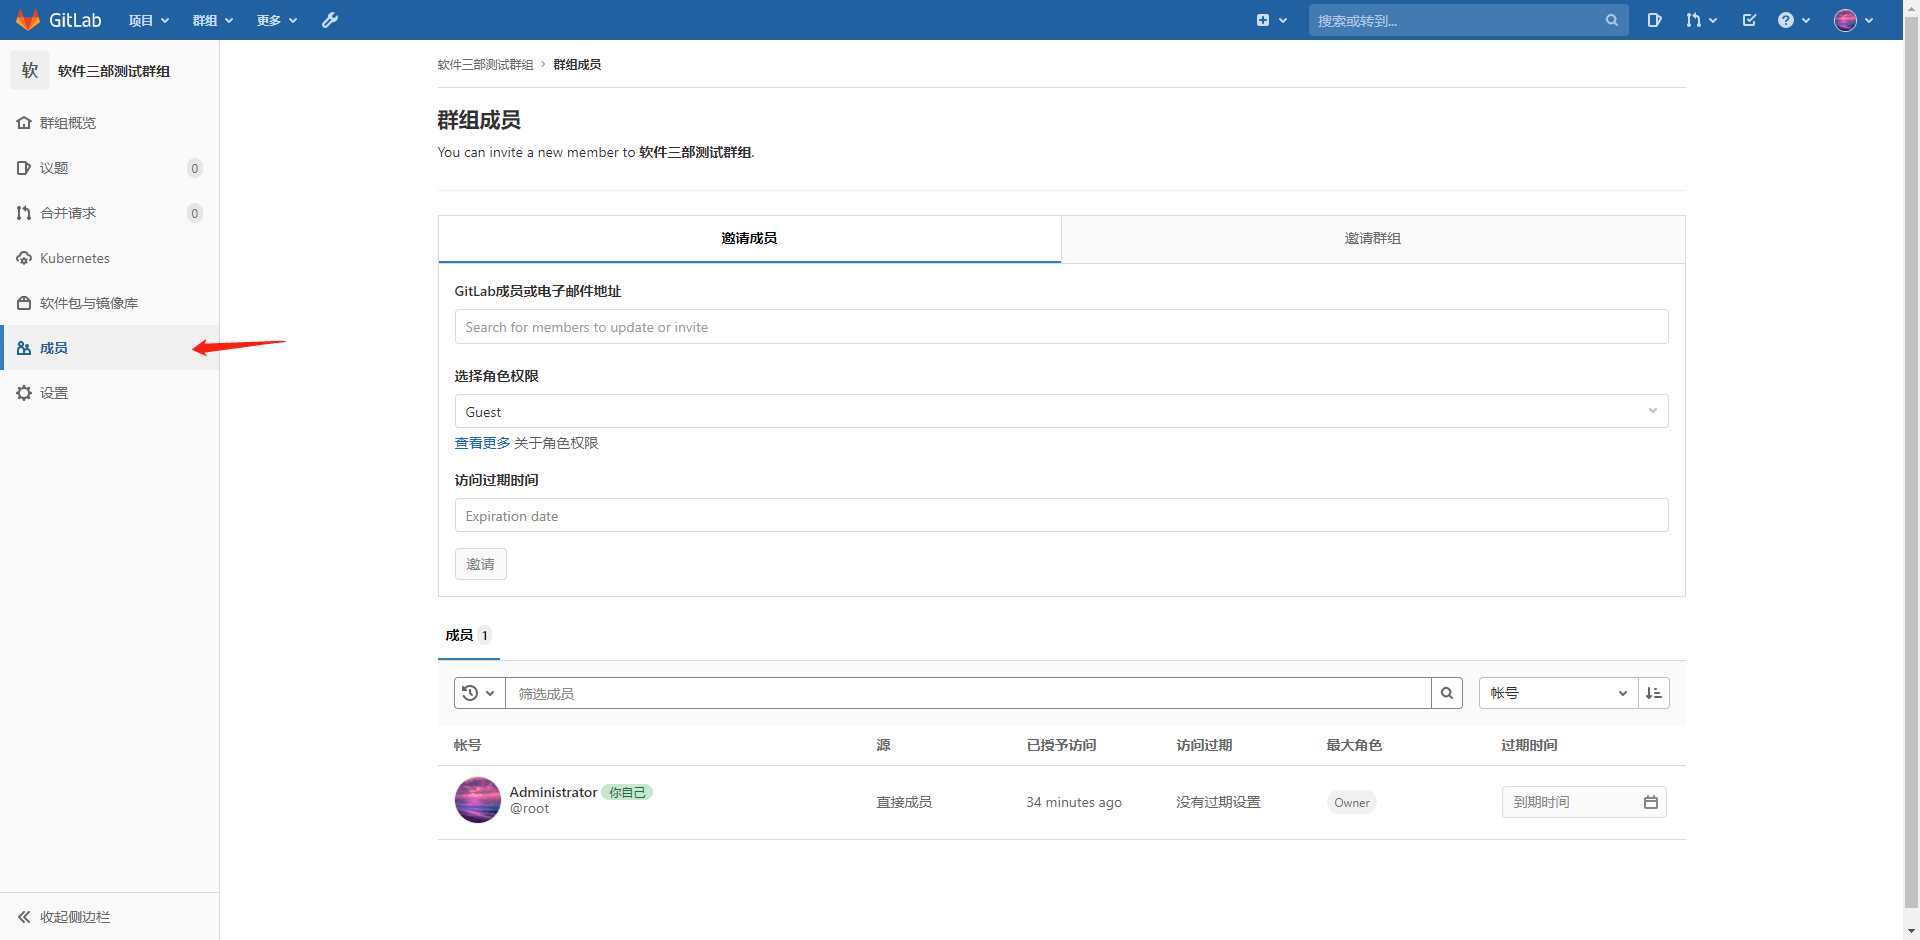 GitLab 项目 群组 更多 搜索或转到...
软 软件三部测试群组
群组概览
议题 0
合并请求 0
Kubernetes
软件包与镜像库
成员
设置
收起侧边栏
软件三部测试群组 › 群组成员
群组成员
You can invite a new member to 软件三部测试群组.
邀请成员 邀请群组
GitLab成员或电子邮件地址
Search for members to update or invite
选择角色权限
Guest
查看更多 关于角色权限
访问过期时间
Expiration date
邀请
成员 1
筛选成员 帐号
帐号 源 已授予访问 访问过期 最大角色 过期时间
Administrator 你自己
@root 直接成员 34 minutes ago 没有过期设置 Owner 到期时间